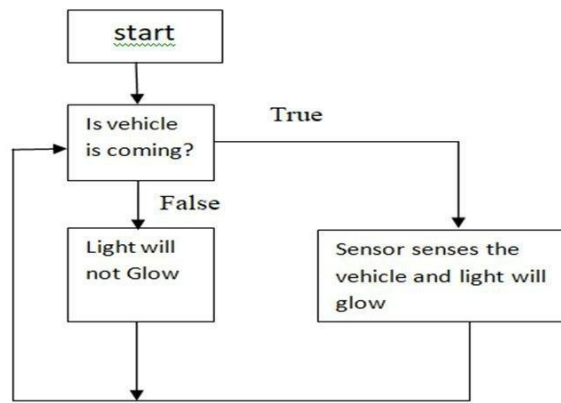 start
Is vehicle
is coming?
True
False
Light will
not Glow
Sensor senses the
vehicle and light will
glow